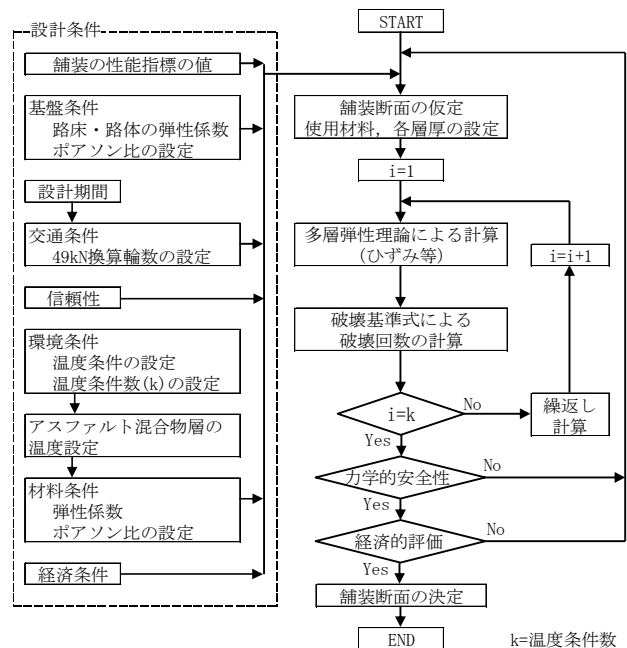 設計条件
舗装の性能指標の値
基盤条件
路床・路体の弾性係数
ポアソン比の設定
設計期間
交通条件
49kN換算輪数の設定
信頼性
環境条件
温度条件の設定
温度条件数(k)の設定
アスファルト混合物層の
温度設定
材料条件
弾性係数
ポアソン比の設定
経済条件
START
舗装断面の仮定
使用材料，各層厚の設定
i=1
多層弾性理論による計算
(ひずみ等)
i=i+1
破壊基準式による
破壊回数の計算
i=k
No
繰返し
計算
Yes
力学的安全性
No
Yes
経済的評価
No
Yes
舗装断面の決定
END
k=温度条件数